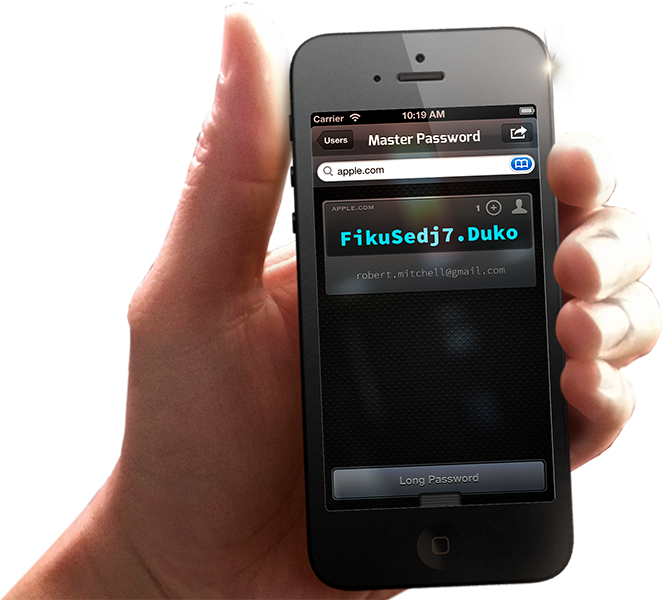 Carrier 10:19 AM
Users Master Password
apple.com
APPLE.COM 1
FikuSedj7.Duko
robert.mitchell@gmail.com
Long Password